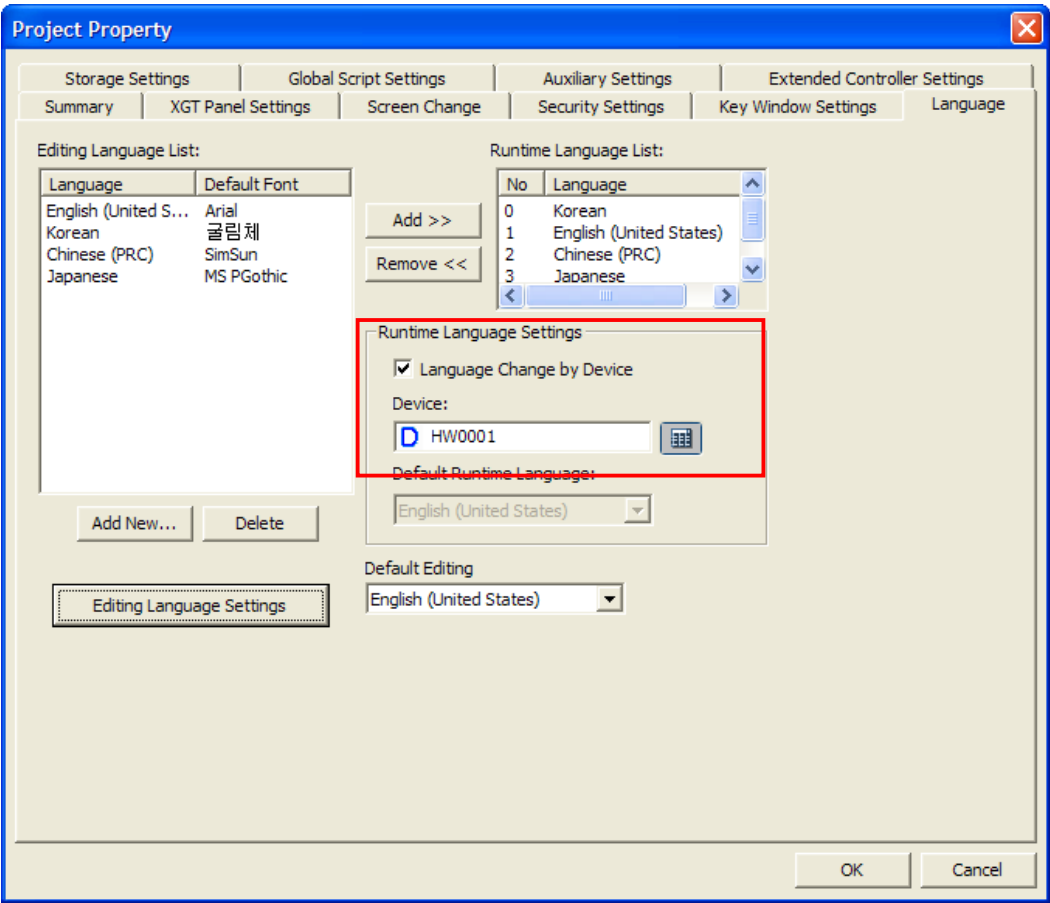 Project Property
Storage Settings
Global Script Settings
Auxiliary Settings
Extended Controller Settings
Summary
XGT Panel Settings
Screen Change
Security Settings
Key Window Settings
Language
Editing Language List:
Language Default Font
English (United S... Arial
Korean 굴림체
Chinese (PRC) SimSun
Japanese MS PGothic
Add >>
Remove <<
Runtime Language List:
No Language
0 Korean
1 English (United States)
2 Chinese (PRC)
3 Japanese
Runtime Language Settings
Language Change by Device
Device:
D HW0001
Default Runtime Language:
English (United States)
Add New...
Delete
Default Editing
English (United States)
Editing Language Settings
OK
Cancel